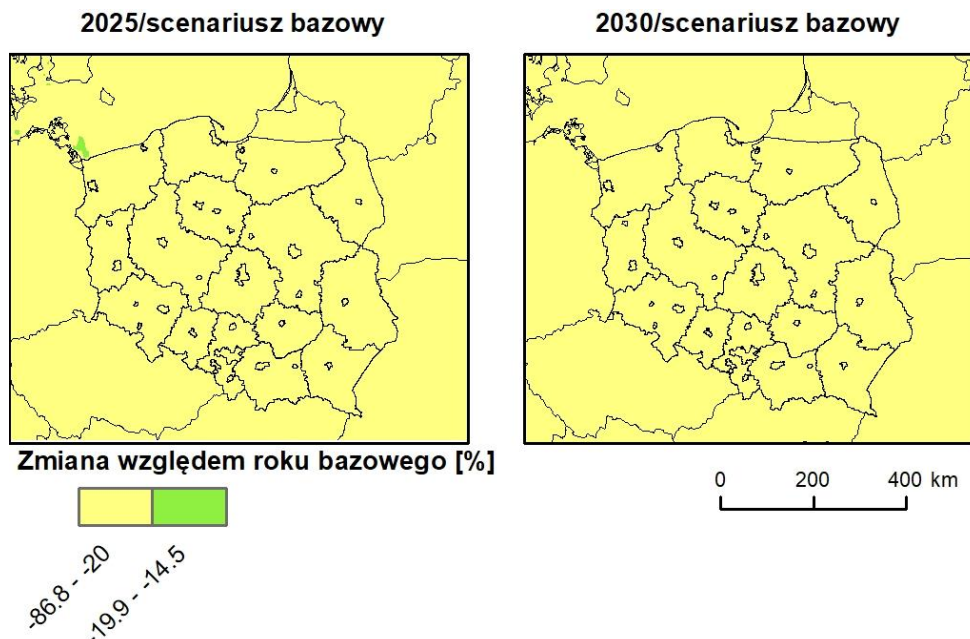 2025/scenariusz bazowy
2030/scenariusz bazowy
Zmiana względem roku bazowego [%]
0 200 400 km
-86.8 - -20
-19.9 - -14.5